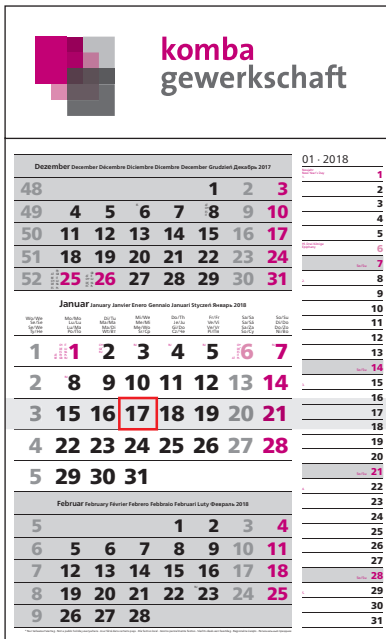 komba
gewerkschaft
Dezember December Décembre Diciembre Dicembre December Grudzień Декабрь 2017
48 1 2 3
49 4 5 6 7 8 9 10
50 11 12 13 14 15 16 17
51 18 19 20 21 22 23 24
52 25 26 27 28 29 30 31
Januar January Janvier Enero Gennaio Januari Styczeń Январь 2018
1 1 2 3 4 5 6 7
2 8 9 10 11 12 13 14
3 15 16 17 18 19 20 21
4 22 23 24 25 26 27 28
5 29 30 31
Februar February Février Febrero Febbraio Februari Luty Февраль 2018
5 1 2 3 4
6 5 6 7 8 9 10 11
7 12 13 14 15 16 17 18
8 19 20 21 22 23 24 25
9 26 27 28
01 · 2018
1
2
3
4
5
6
7
8
9
10
11
12
13
14
15
16
17
18
19
20
21
22
23
24
25
26
27
28
29
30
31